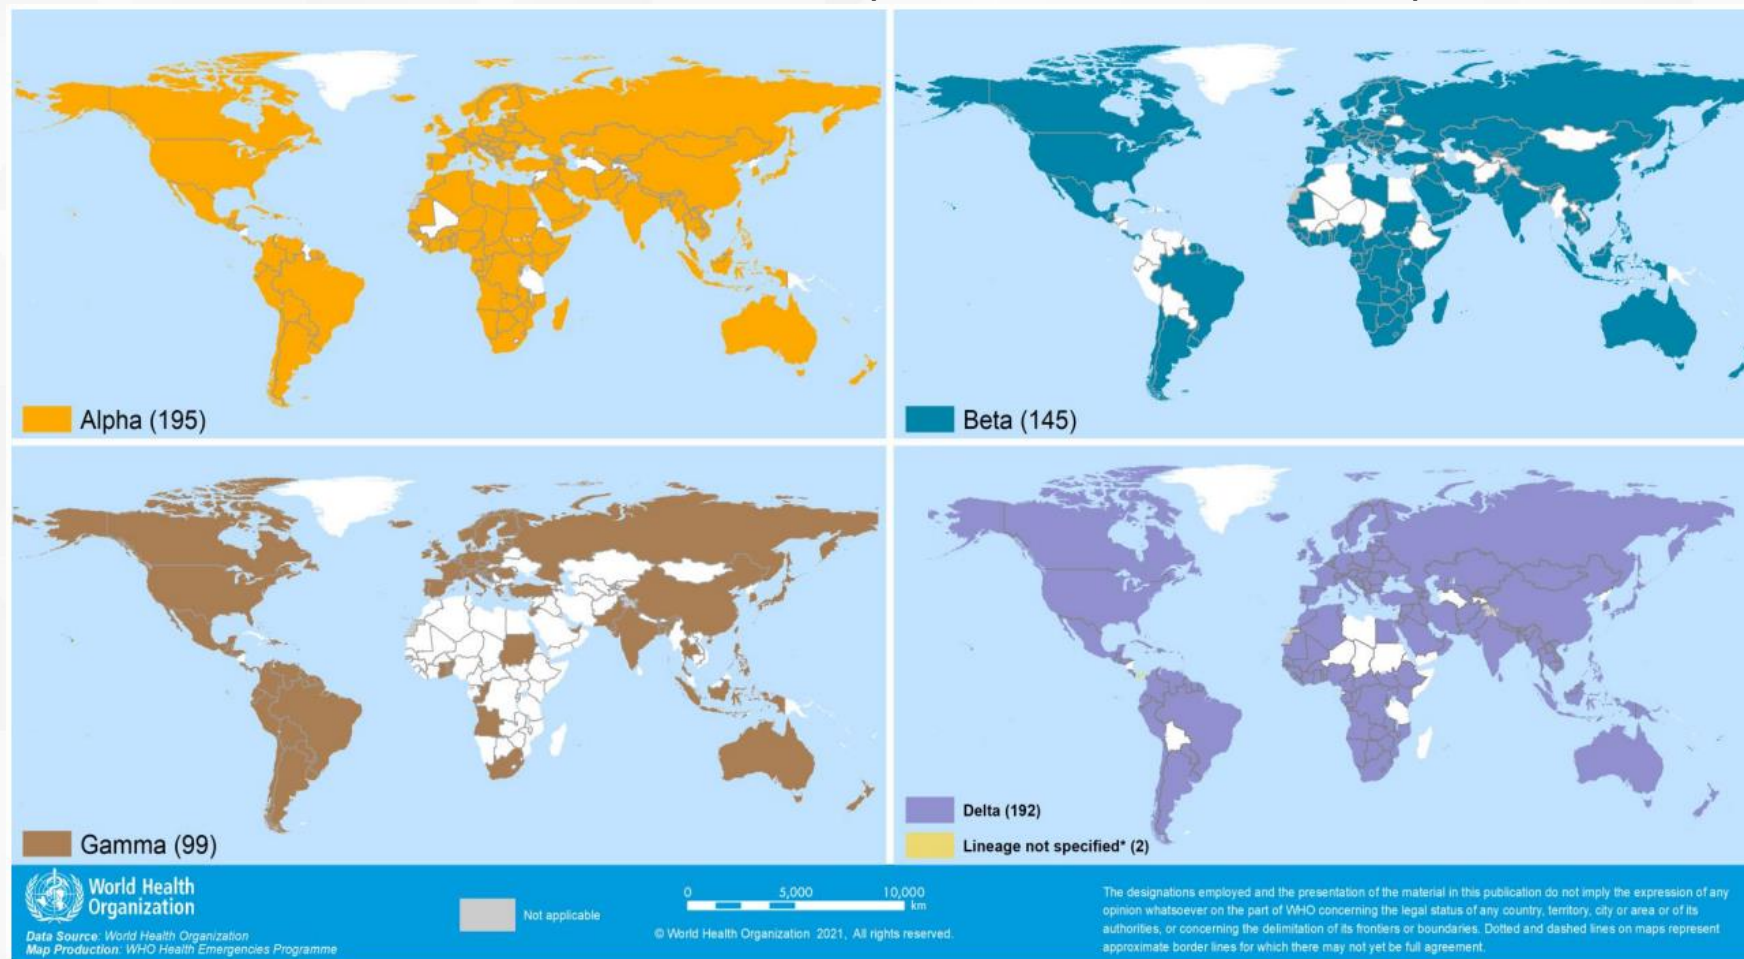 Alpha (195)
Beta (145)
Gamma (99)
Delta (192)
Lineage not specified* (2)
World Health
Organization
Data Source: World Health Organization
Map Production: WHO Health Emergencies Programme
Not applicable
0 5,000 10,000
km
© World Health Organization 2021, All rights reserved.
The designations employed and the presentation of the material in this publication do not imply the expression of any
opinion whatsoever on the part of WHO concerning the legal status of any country, territory, city or area or of its
authorities, or concerning the delimitation of its frontiers or boundaries. Dotted and dashed lines on maps represent
approximate border lines for which there may not yet be full agreement.